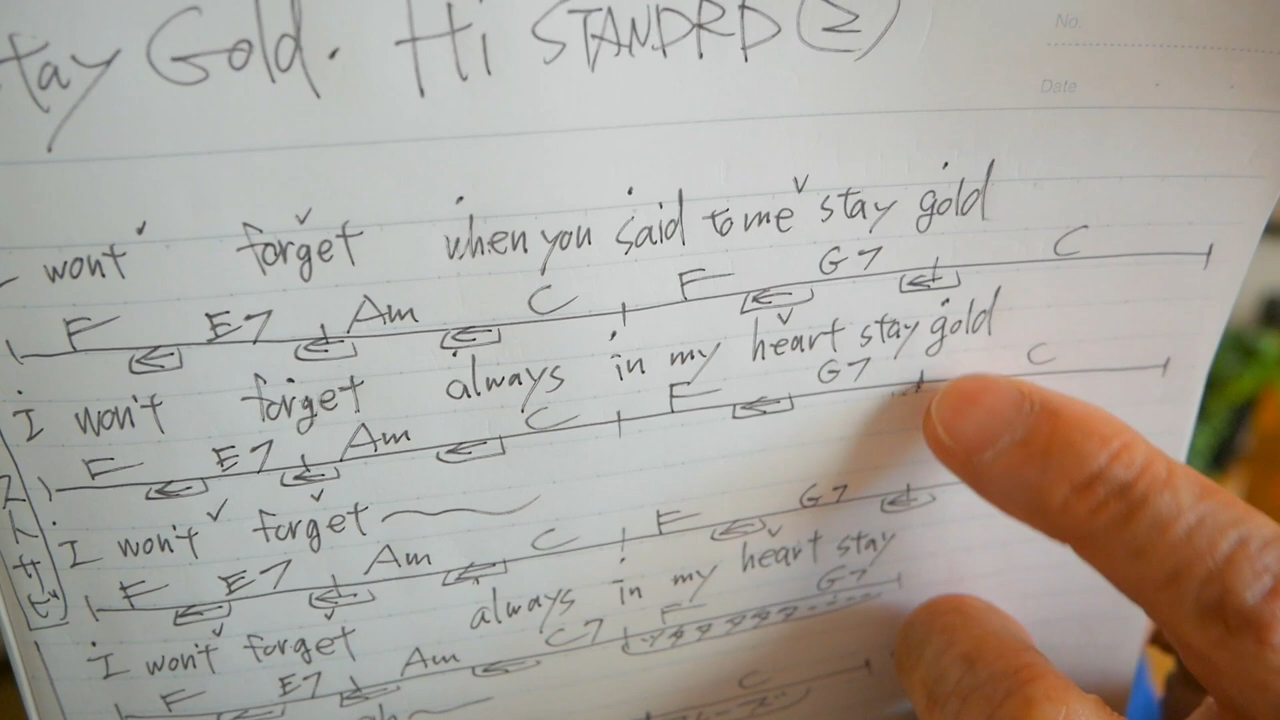 tay Gold. Hi STANDRD ②
No.
Date
I wont forget when you said to me stay gold
F E7 Am C F G7 C
I won't forget always in my heart stay gold
F E7 Am C F G7 C
I won't forget
F E7 Am C F G7
I won't forget always in my heart stay
F E7 Am C7 F G7
C